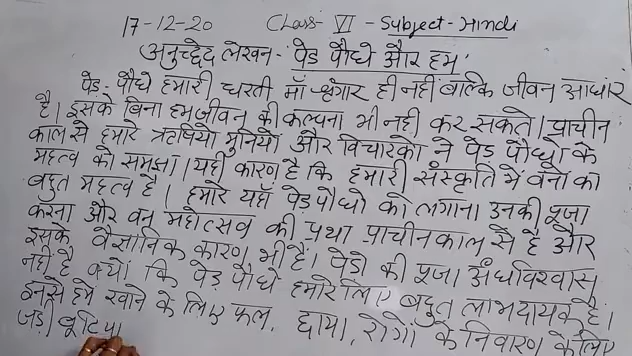 17-12-20 Class- VI - Subject - Hindi
अनुच्छेद लेखन - पेड़ पौधे और हम
पेड़- पौधे हमारी धरती माँ श्रृंगार ही नहीं बल्कि जीवन आधार
है। इसके बिना हम जीवन की कल्पना भी नही कर सकते। प्राचीन
काल से हमारे ऋषियो मुनियो और विचारको ने पेड़ पौधो के
महत्व को समझा। यही कारण है कि हमारी संस्कृति मे वनो का
बहुत महत्व है। हमारे यहाँ पेड़ पौधो को लगाना उनकी पूजा
करना और वन महोत्सव की प्रथा प्राचीनकाल से है और
इसके वैज्ञानिक कारण भी हैं। पेड़ो की पूजा अंधविश्वास
नही है क्यो कि पेड़ पौधे हमारे लिए बहुत लाभदायक है।
इनसे हमे खाने के लिए फल, छाया, रोगो के निवारण के लिए
जड़ी बूटिया